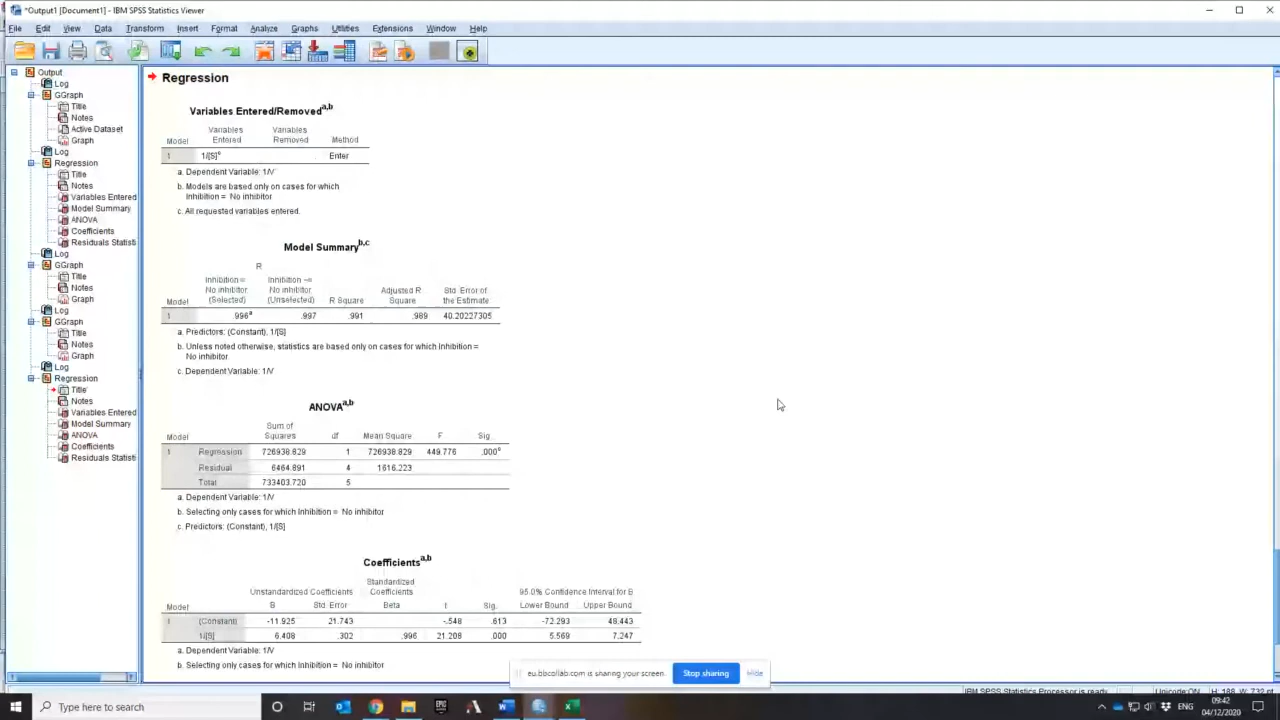 *Output1 [Document1] - IBM SPSS Statistics Viewer
File Edit View Data Transform Insert Format Analyze Graphs Utilities Extensions Window Help
Output
Log
GGraph
Title
Notes
Active Dataset
Graph
Log
Regression
Title
Notes
Variables Entered
Model Summary
ANOVA
Coefficients
Residuals Statisti
Log
GGraph
Title
Notes
Graph
Log
GGraph
Title
Notes
Graph
Log
Regression
Title
Notes
Variables Entered
Model Summary
ANOVA
Coefficients
Residuals Statisti
Regression
Variables Entered/Removed a,b
Model Variables Entered Variables Removed Method
1 1/[S]c Enter
a. Dependent Variable: 1/V
b. Models are based only on cases for which
Inhibition = No inhibitor
c. All requested variables entered.
Model Summary b,c
R
Inhibition = Inhibition ~=
No inhibitor No inhibitor Adjusted R Std. Error of
Model (Selected) (Unselected) R Square Square the Estimate
1 .996a .997 .991 .989 40.20227305
a. Predictors: (Constant), 1/[S]
b. Unless noted otherwise, statistics are based only on cases for which Inhibition =
No inhibitor.
c. Dependent Variable: 1/V
ANOVA a,b
Model Sum of Squares df Mean Square F Sig.
1 Regression 726938.829 1 726938.829 449.776 .000c
Residual 6464.891 4 1616.223
Total 733403.720 5
a. Dependent Variable: 1/V
b. Selecting only cases for which Inhibition = No inhibitor
c. Predictors: (Constant), 1/[S]
Coefficients a,b
Standardized
Unstandardized Coefficients Coefficients 95.0% Confidence Interval for B
Model B Std. Error Beta t Sig. Lower Bound Upper Bound
1 (Constant) -11.925 21.743 -.548 .613 -72.293 48.443
1/[S] 6.408 .302 .996 21.208 .000 5.569 7.247
a. Dependent Variable: 1/V
b. Selecting only cases for which Inhibition = No inhibitor
eu.bbcollab.com is sharing your screen. Stop sharing Hide
IBM SPSS Statistics Processor is ready Unicode:ON H: 188, W: 732 pt.
Type here to search
ENG
09:42
04/12/2020